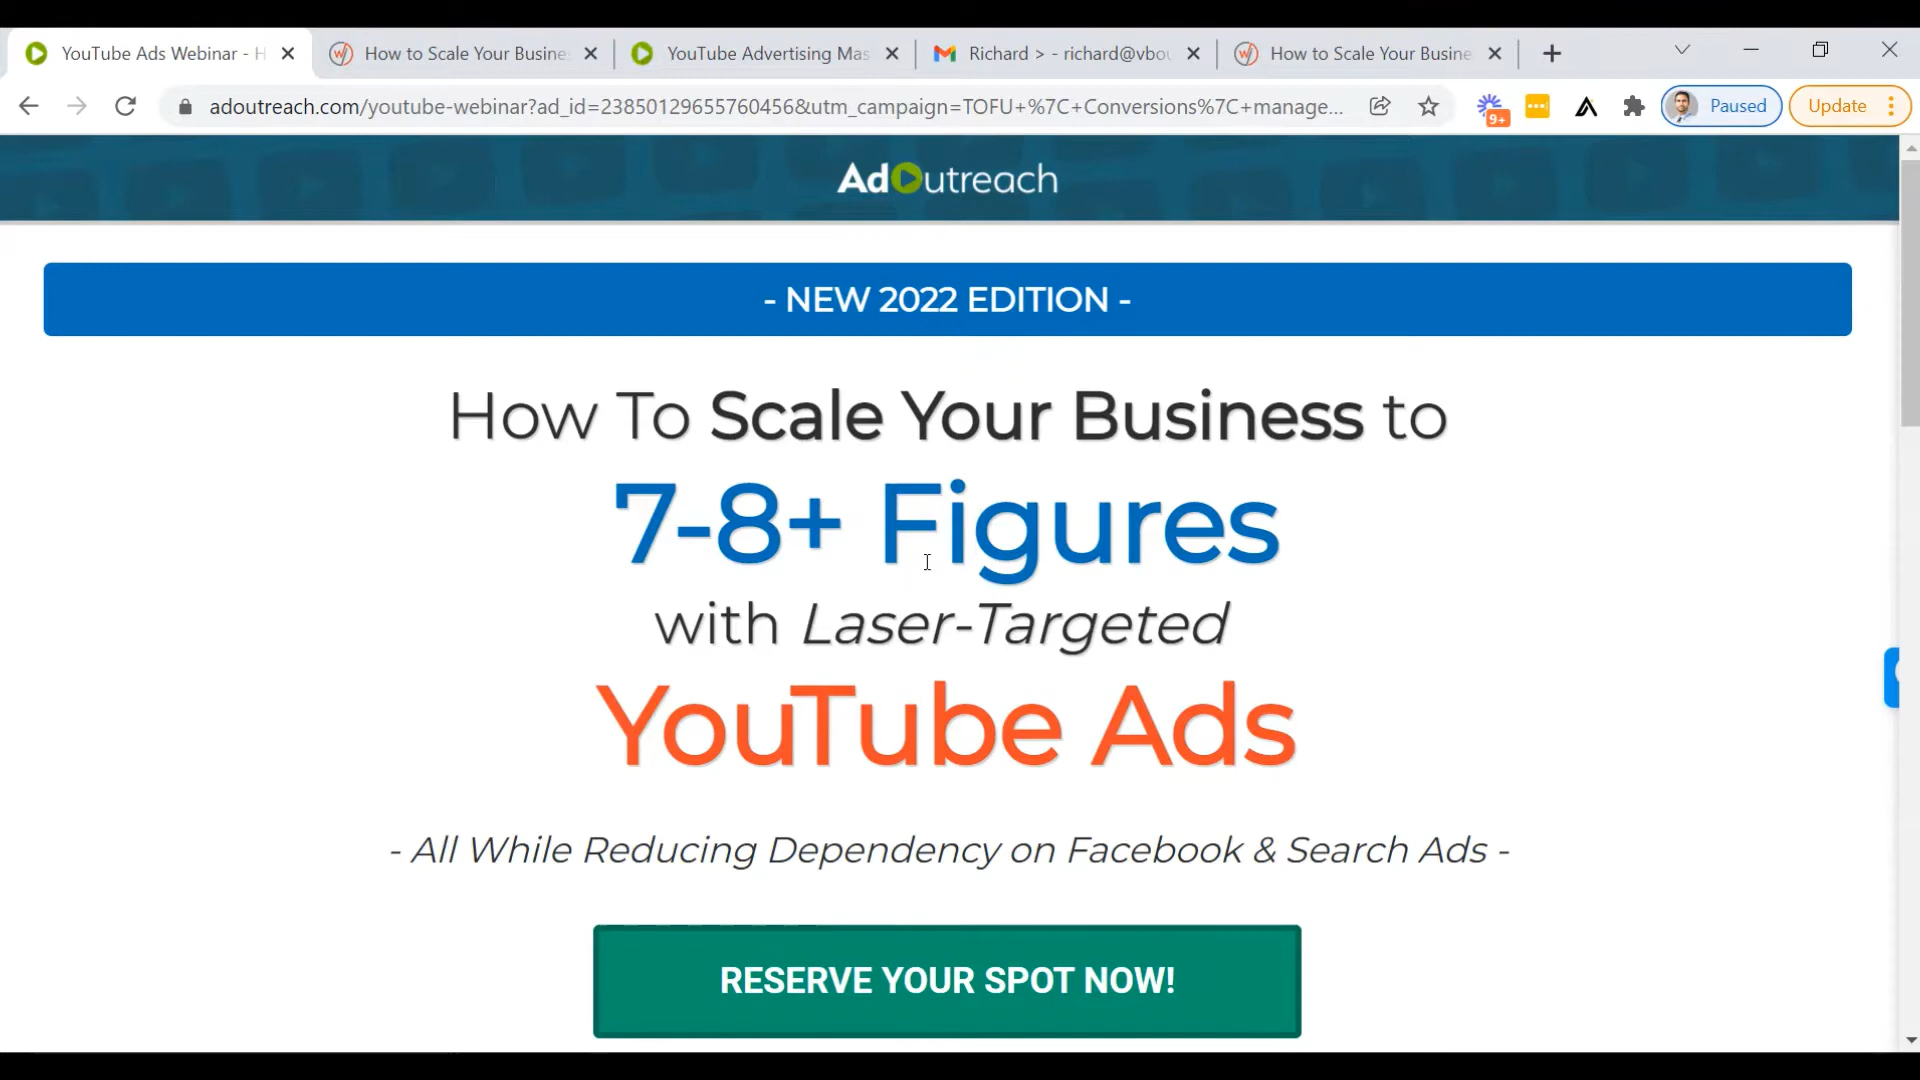 YouTube Ads Webinar - H
How to Scale Your Busine
YouTube Advertising Mas
Richard > - richard@vbou
How to Scale Your Busine
adoutreach.com/youtube-webinar?ad_id=23850129655760456&utm_campaign=TOFU+%7C+Conversions%7C+manage...
9+
Paused
Update
AdOutreach
- NEW 2022 EDITION -
How To Scale Your Business to
7-8+ Figures
with Laser-Targeted
YouTube Ads
- All While Reducing Dependency on Facebook & Search Ads -
RESERVE YOUR SPOT NOW!